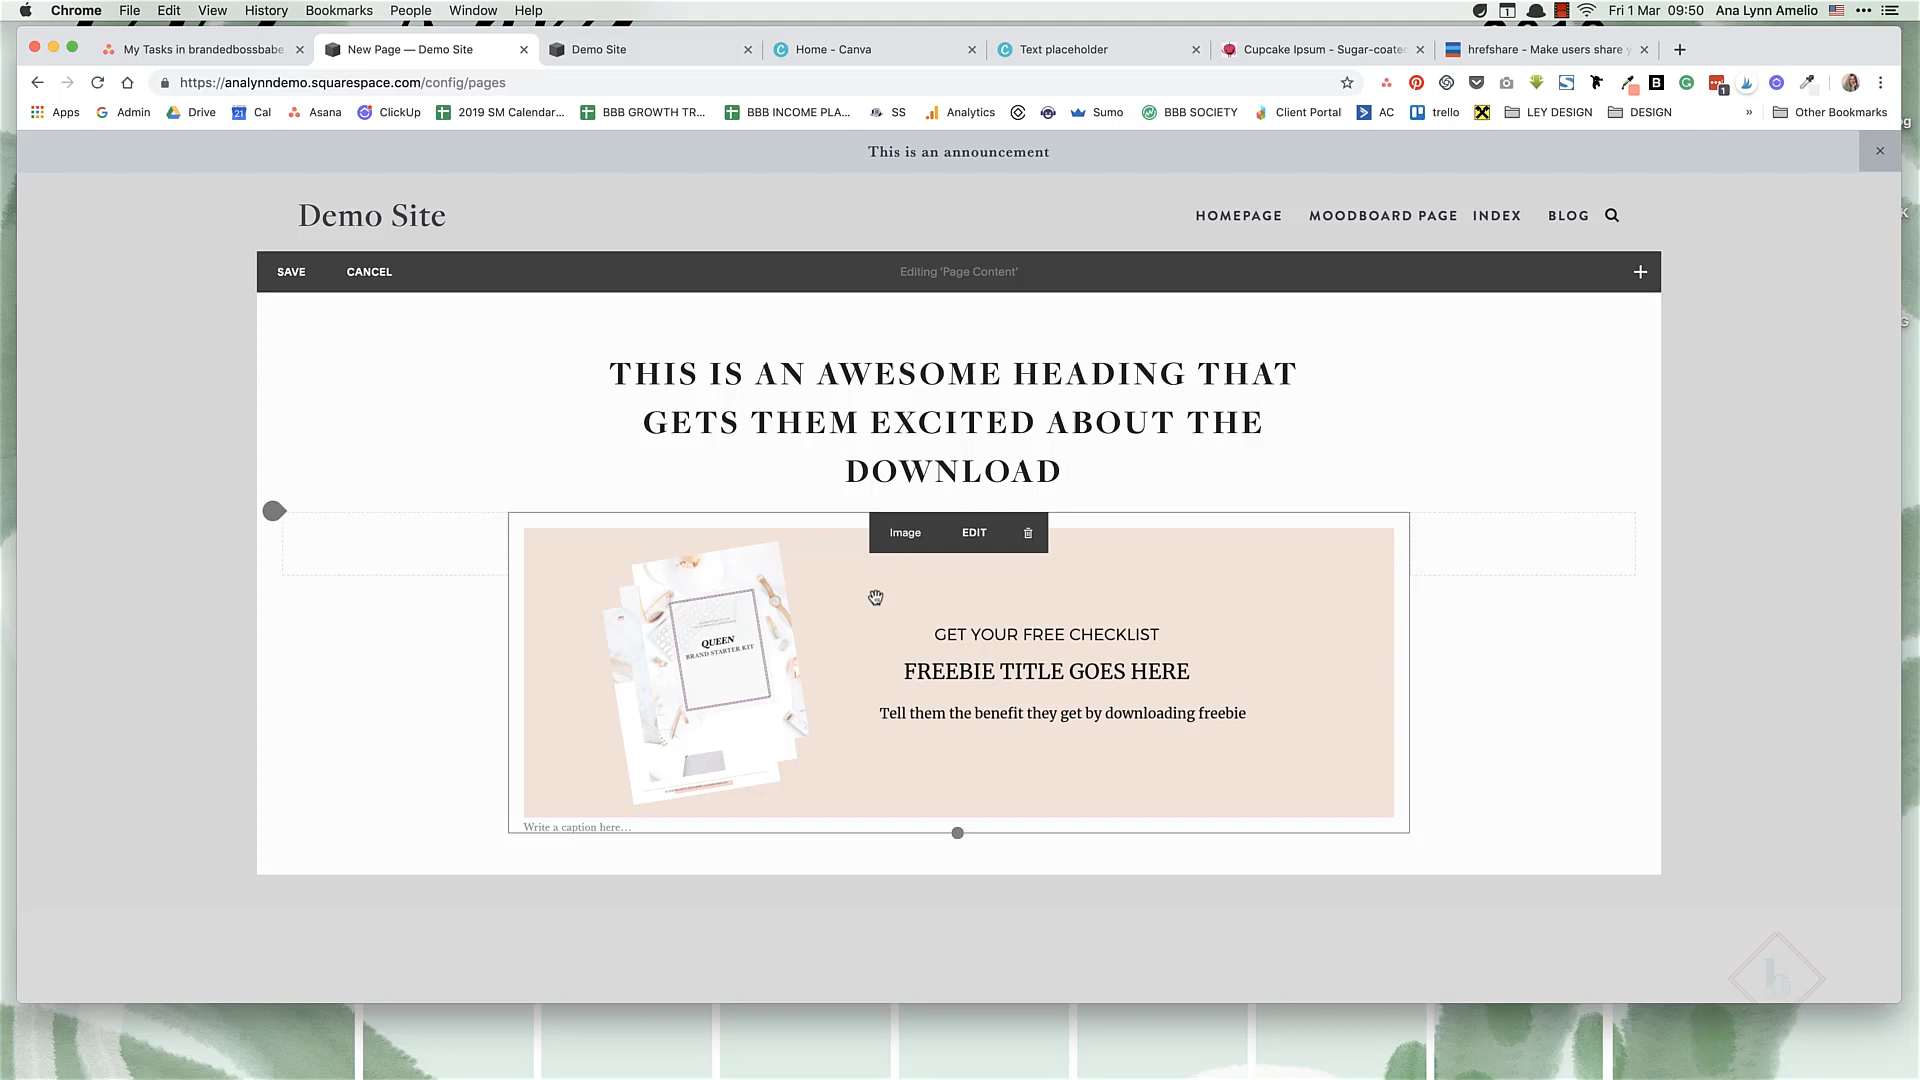 Chrome File Edit View History Bookmarks People Window Help
1 Fri 1 Mar 09:50 Ana Lynn Amelio
My Tasks in brandedbossbabe
New Page — Demo Site
Demo Site
Home - Canva
Text placeholder
Cupcake Ipsum - Sugar-coated
hrefshare - Make users share y
https://analynndemo.squarespace.com/config/pages
Apps Admin Drive Cal Asana ClickUp 2019 SM Calendar... BBB GROWTH TR... BBB INCOME PLA... SS Analytics Sumo BBB SOCIETY Client Portal AC trello LEY DESIGN DESIGN » Other Bookmarks
This is an announcement
Demo Site
HOMEPAGE MOODBOARD PAGE INDEX BLOG
SAVE CANCEL Editing 'Page Content'
THIS IS AN AWESOME HEADING THAT
GETS THEM EXCITED ABOUT THE
DOWNLOAD
Image EDIT
QUEEN
BRAND STARTER KIT
GET YOUR FREE CHECKLIST
FREEBIE TITLE GOES HERE
Tell them the benefit they get by downloading freebie
Write a caption here...